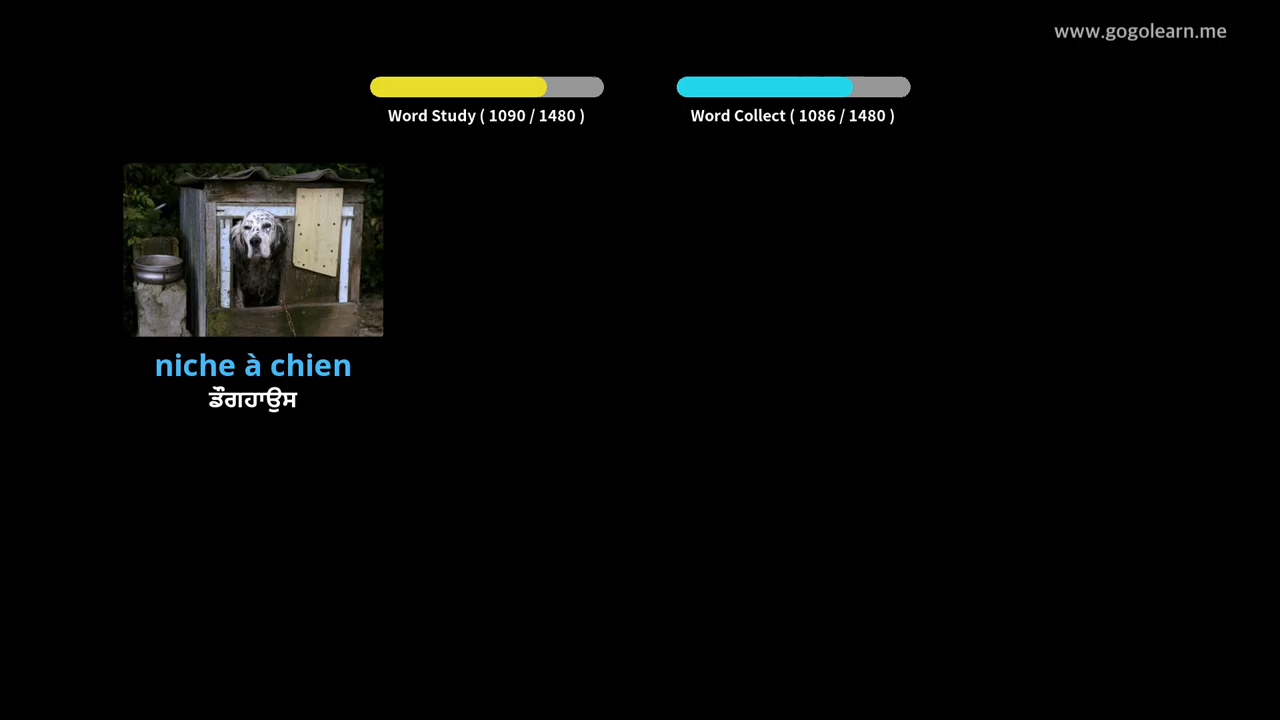 www.gogolearn.me
Word Study ( 1090 / 1480 )
Word Collect ( 1086 / 1480 )
niche à chien
ਡੌਗਹਾਊਸ